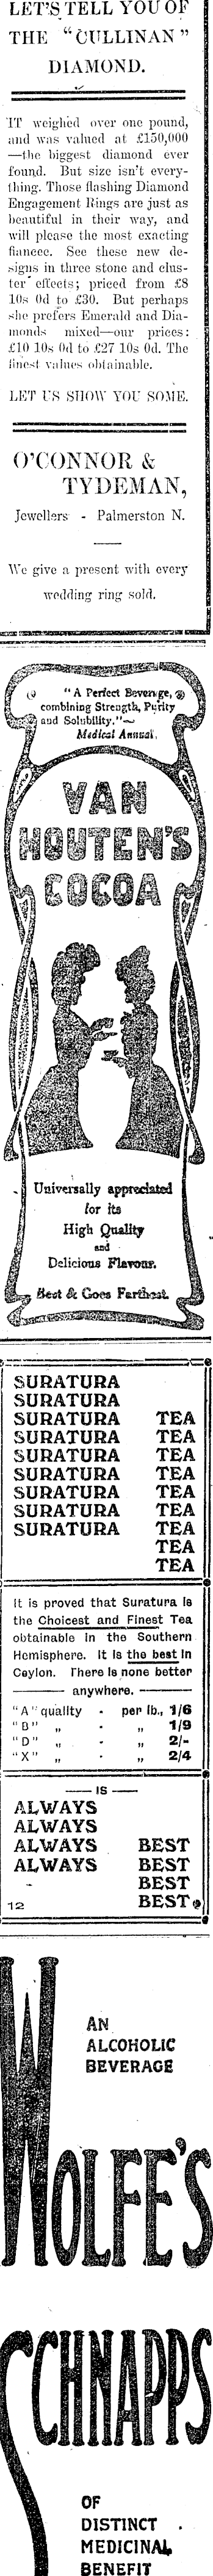 LET'S TELL YOU OF
THE "CULLINAN"
DIAMOND.
IT weighed over one pound,
and was valued at £150,000
—the biggest diamond ever
found. But size isn't every-
thing. Those flashing Diamond
Engagement Rings are just as
beautiful in their way, and
will please the most exacting
fiancee. See these new de-
signs in three stone and clus-
ter effects; priced from £8
10s 0d to £30. But perhaps
she prefers Emerald and Dia-
monds mixed—our prices:
£10 10s 0d to £27 10s 0d. The
finest values obtainable.
LET US SHOW YOU SOME.
O'CONNOR &
TYDEMAN,
Jewellers - Palmerston N.
We give a present with every
wedding ring sold.
"A Perfect Beverage,
combining Strength, Purity
and Solubility."—
Medical Annual.
VAN
HOUTEN'S
COCOA
Universally appreciated
for its
High Quality
and
Delicious Flavour.
Best & Goes Farthest.
SURATURA
SURATURA
SURATURA TEA
SURATURA TEA
SURATURA TEA
SURATURA TEA
SURATURA TEA
SURATURA TEA
SURATURA TEA
TEA
TEA
It is proved that Suratura is
the Choicest and Finest Tea
obtainable in the Southern
Hemisphere. It is the best in
Ceylon. There is none better
anywhere.
"A" quality - per lb., 1/6
"B" „ - „ 1/9
"D" „ - „ 2/-
"X" „ - „ 2/4
IS
ALWAYS
ALWAYS
ALWAYS BEST
ALWAYS BEST
BEST
12 BEST
AN
ALCOHOLIC
BEVERAGE
WOLFE'S
SCHNAPPS
OF
DISTINCT
MEDICINAL
BENEFIT